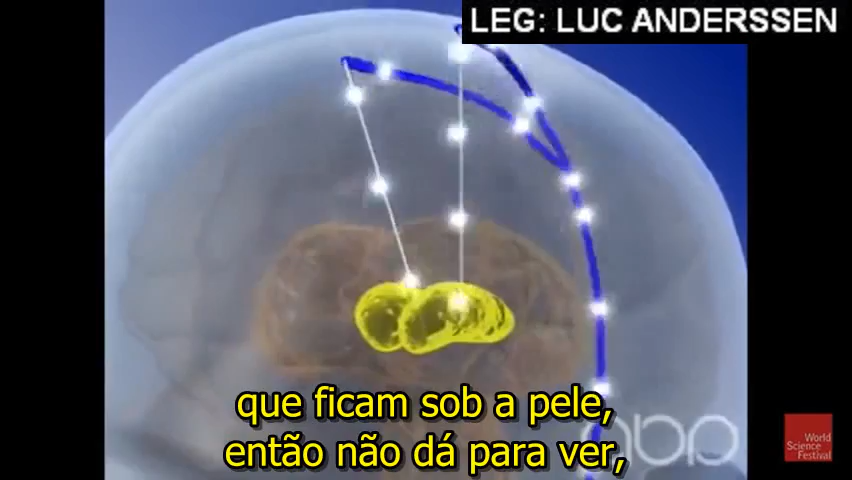 LEG: LUC ANDERSSEN
que ficam sob a pele,
então não dá para ver,
World
Science
Festival